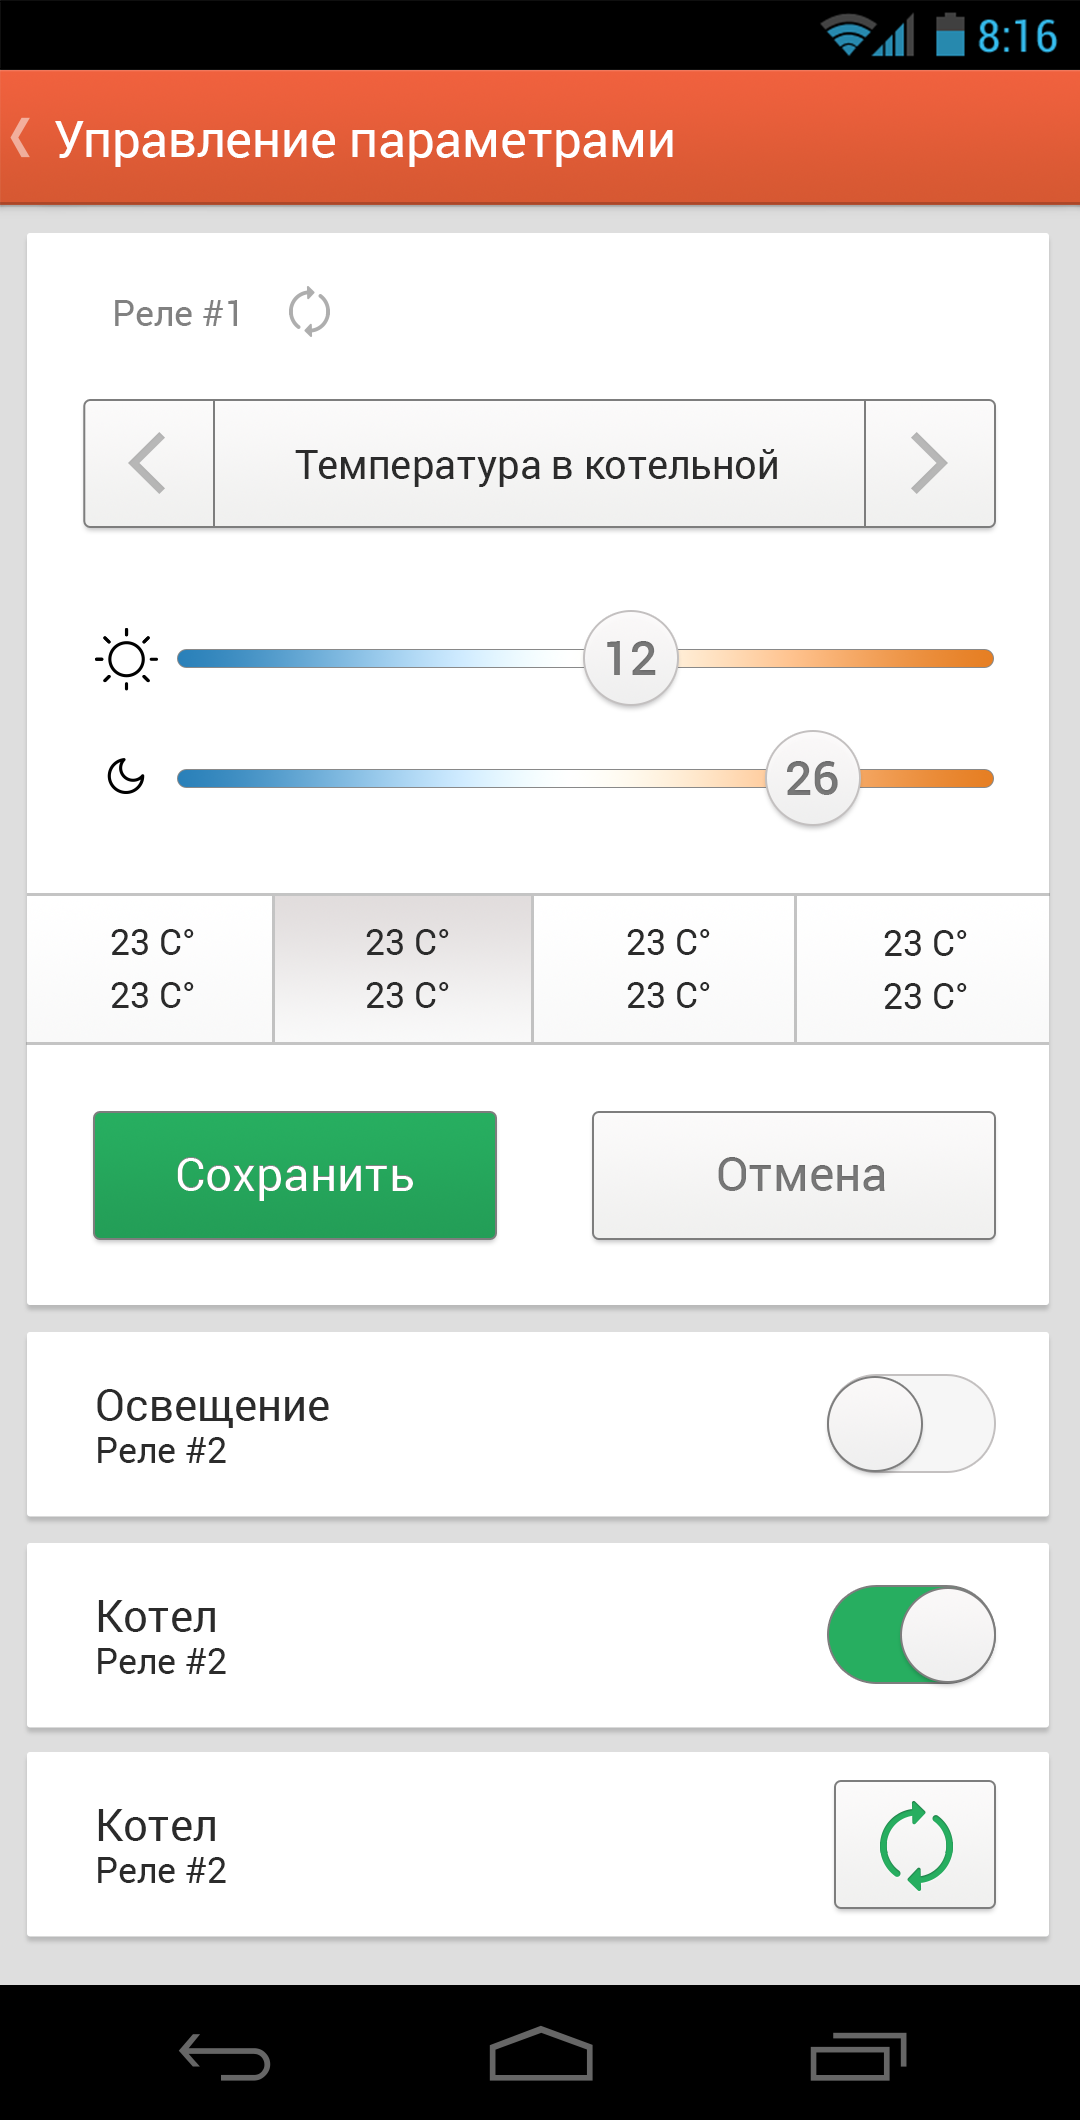 8:16
Управление параметрами
Реле #1
Температура в котельной
12
26
23 C° 23 C° 23 C° 23 C°
23 C° 23 C° 23 C° 23 C°
Сохранить Отмена
Освещение
Реле #2
Котел
Реле #2
Котел
Реле #2